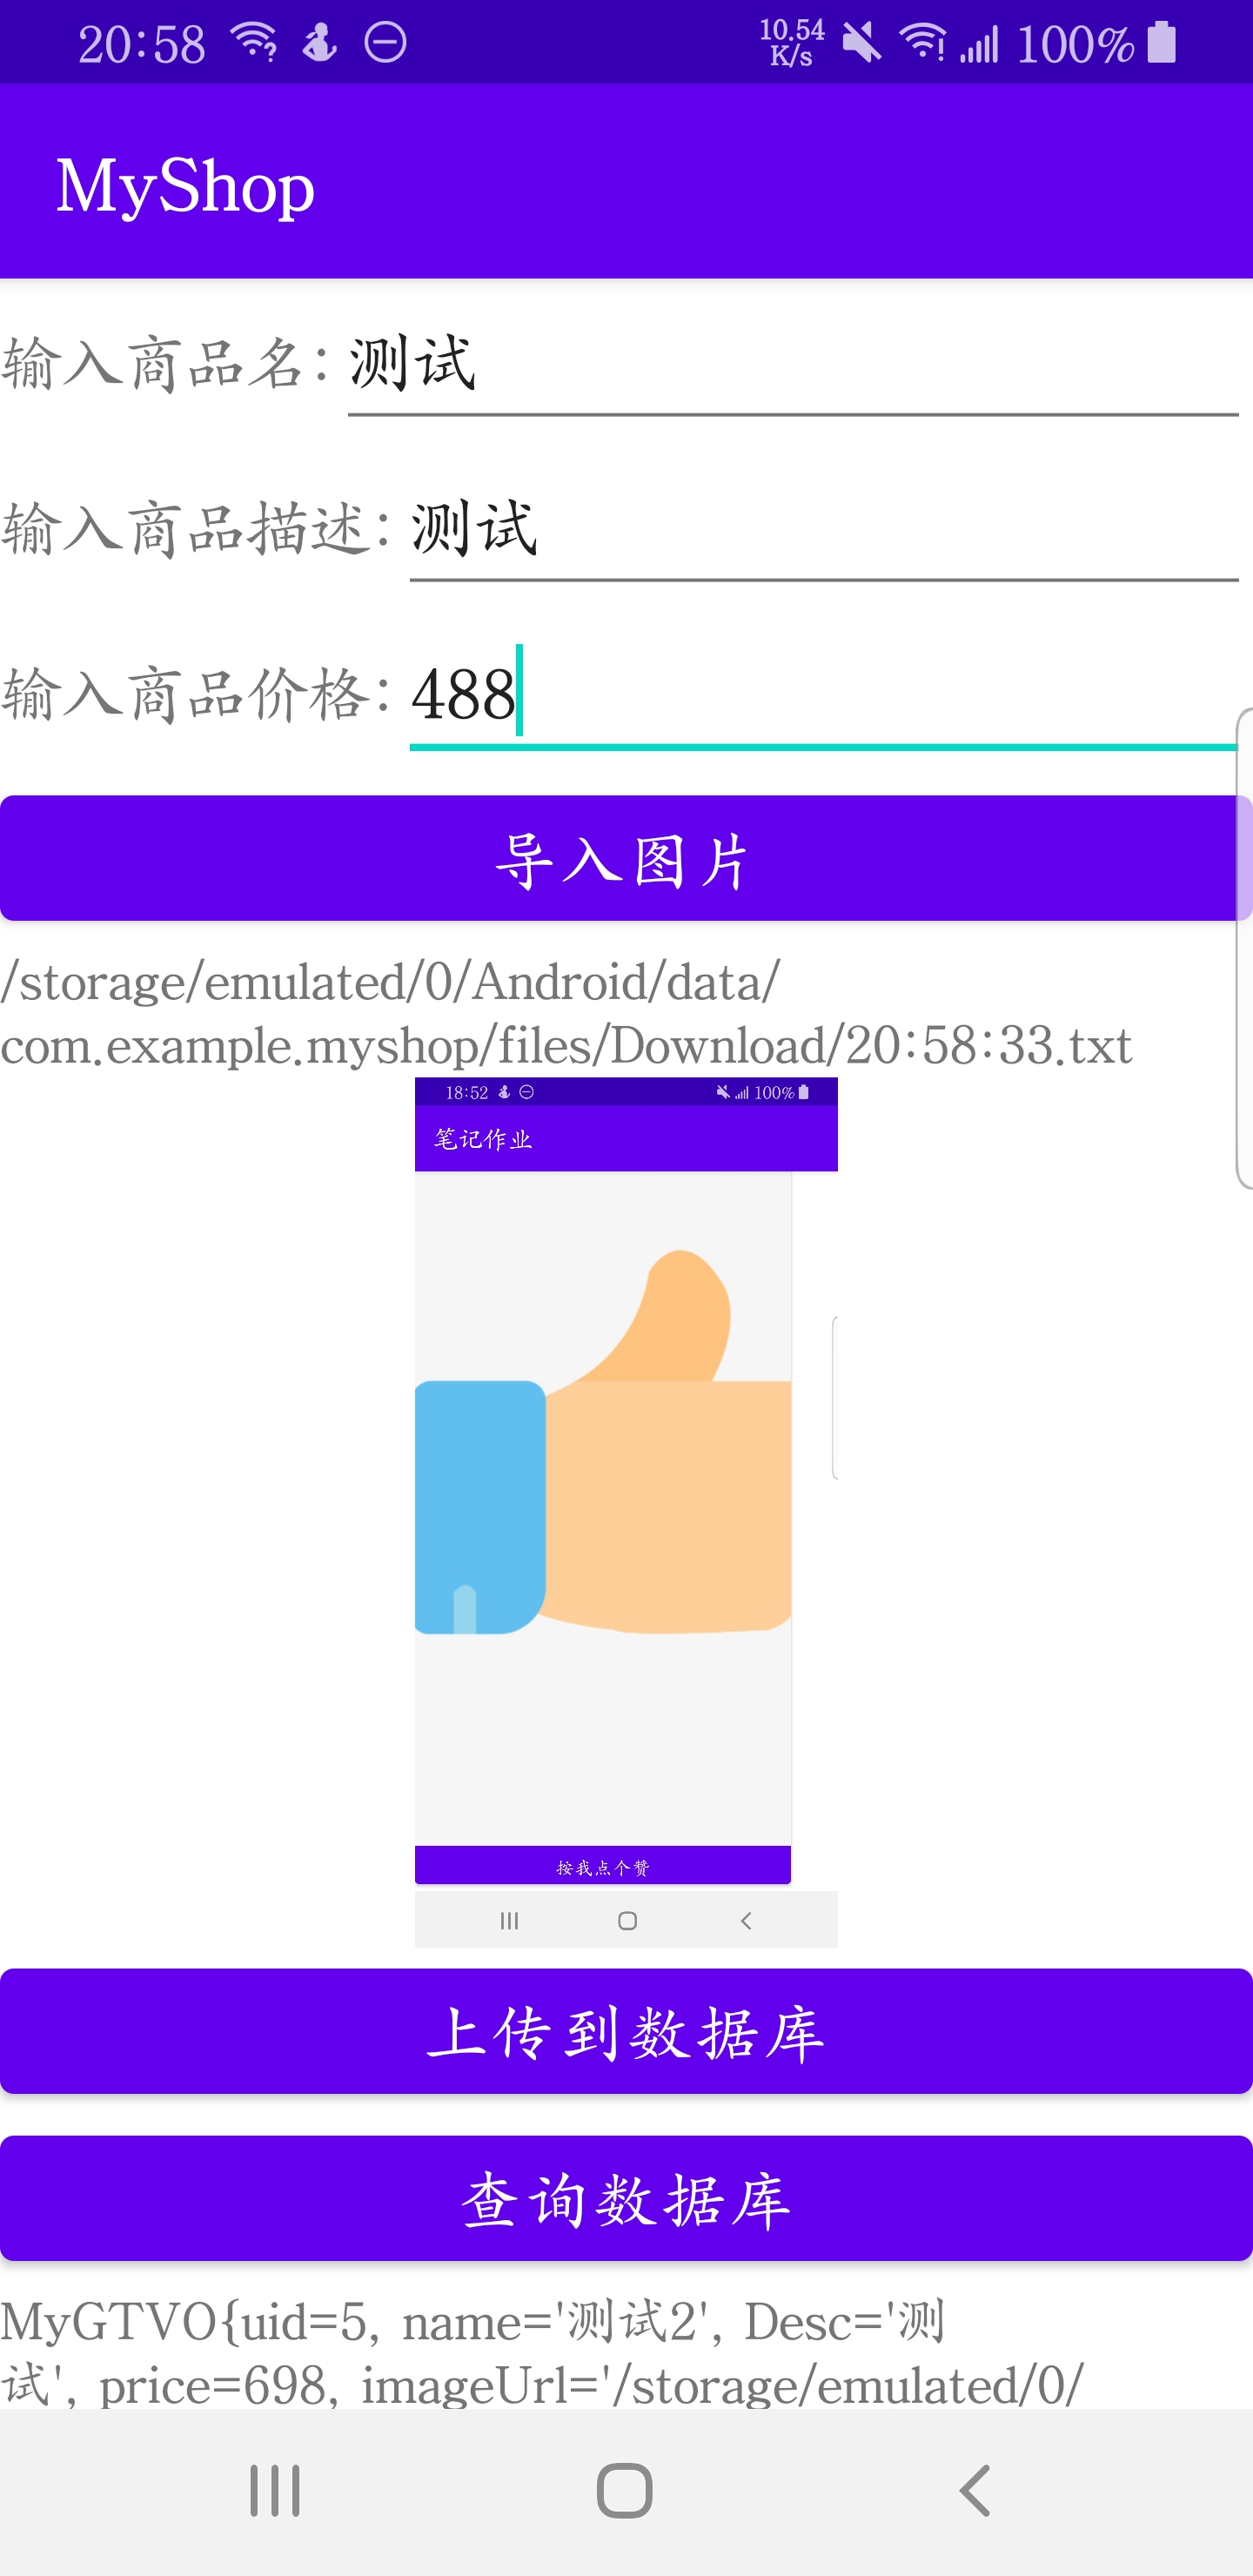 20:58
10.54
K/s
100%
MyShop
输入商品名: 测试
输入商品描述: 测试
输入商品价格: 488
导入图片
/storage/emulated/0/Android/data/
com.example.myshop/files/Download/20:58:33.txt
18:52
100%
笔记作业
按我点个赞
上传到数据库
查询数据库
MyGTVO{uid=5, name='测试2', Desc='测
试', price=698, imageUrl='/storage/emulated/0/